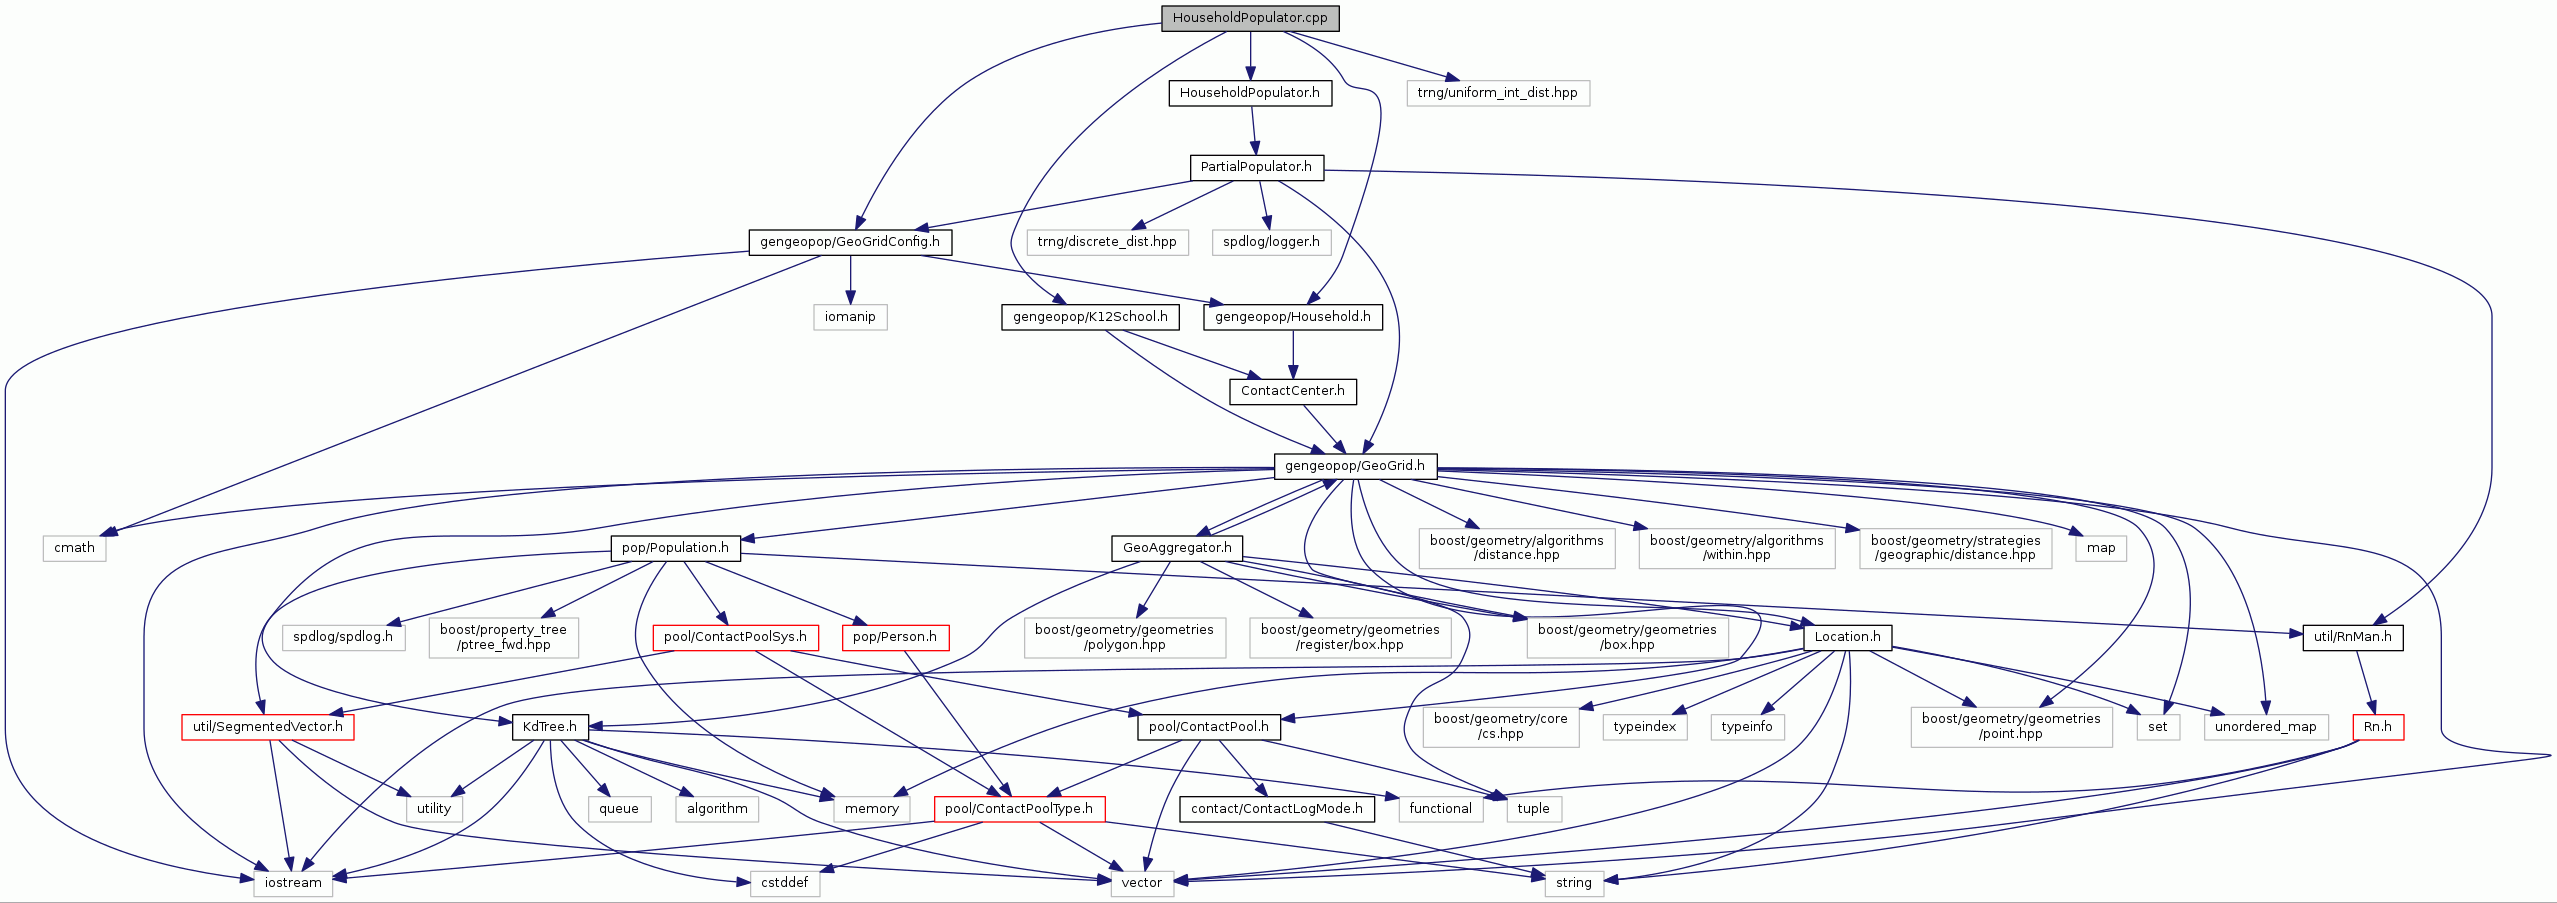 HouseholdPopulator.cpp
HouseholdPopulator.h
trng/uniform_int_dist.hpp
PartialPopulator.h
gengeopop/GeoGridConfig.h
trng/discrete_dist.hpp
spdlog/logger.h
iomanip
gengeopop/K12School.h
gengeopop/Household.h
ContactCenter.h
gengeopop/GeoGrid.h
cmath
pop/Population.h
GeoAggregator.h
boost/geometry/algorithms
/distance.hpp
boost/geometry/algorithms
/within.hpp
boost/geometry/strategies
/geographic/distance.hpp
map
spdlog/spdlog.h
boost/property_tree
/ptree_fwd.hpp
pool/ContactPoolSys.h
pop/Person.h
boost/geometry/geometries
/polygon.hpp
boost/geometry/geometries
/register/box.hpp
boost/geometry/geometries
/box.hpp
Location.h
util/RnMan.h
util/SegmentedVector.h
KdTree.h
pool/ContactPool.h
boost/geometry/core
/cs.hpp
typeindex
typeinfo
boost/geometry/geometries
/point.hpp
set
unordered_map
Rn.h
utility
queue
algorithm
memory
pool/ContactPoolType.h
contact/ContactLogMode.h
functional
tuple
iostream
cstddef
vector
string